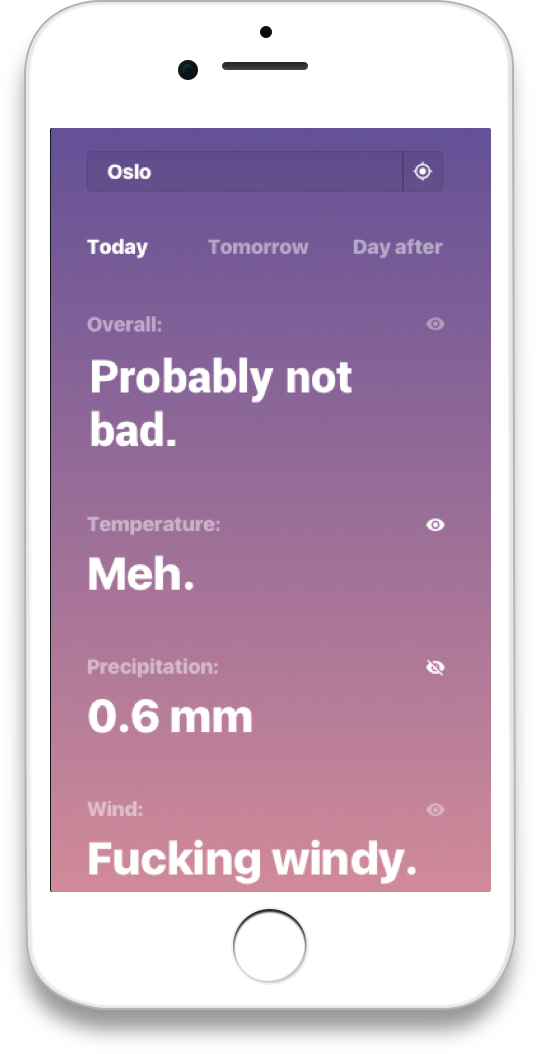 Oslo
Today Tomorrow Day after
Overall:
Probably not
bad.
Temperature:
Meh.
Precipitation:
0.6 mm
Wind:
Fucking windy.